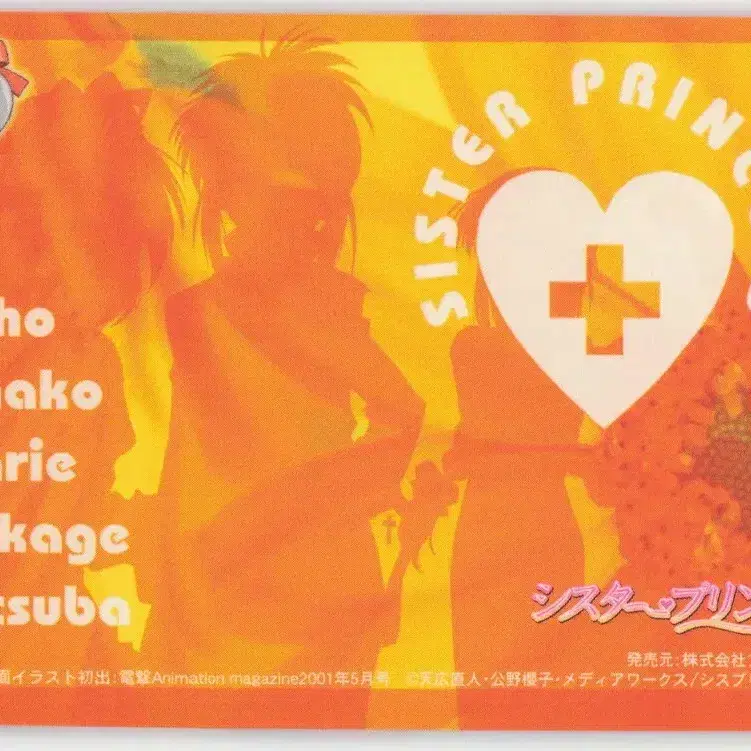 SISTER PRINC
ho
ako
arie
kage
tsuba
シスター・プリン
発売元:株式会社
面イラスト初出:電撃Animation magazine2001年5月号 ©天広直人・公野櫻子・メディアワークス/シスプリ